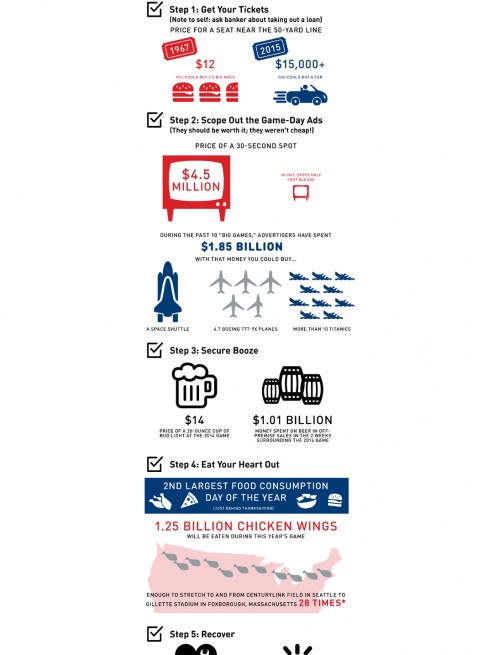 Step 1: Get Your Tickets
(Note to self: ask banker about taking out a loan)
PRICE FOR A SEAT NEAR THE 50-YARD LINE
1967
2015
$12
$15,000+
YOU COULD BUY 2.5 BIG MACS
YOU COULD BUY A CAR
Step 2: Scope Out the Game-Day Ads
(They should be worth it; they weren't cheap!)
PRICE OF A 30-SECOND SPOT
$4.5
MILLION
IN 1967, SPOTS ONLY
COST
DURING THE PAST 10 "BIG GAMES," ADVERTISERS HAVE SPENT
$1.85 BILLION
WITH THAT MONEY YOU COULD BUY...
A SPACE SHUTTLE
4.7 BOEING 777-9X PLANES
MORE THAN 10 TITANICS
Step 3: Secure Booze
$14
$1.01 BILLION
PRICE OF A 20-OUNCE CUP OF
BUD LIGHT AT THE 2014 GAME
MONEY SPENT ON BEER IN OFF-
PREMISE SALES IN THE 2 WEEKS
SURROUNDING THE 2014 GAME
Step 4: Eat Your Heart Out
2ND LARGEST FOOD CONSUMPTION
DAY OF THE YEAR
(JUST BEHIND THANKSGIVING)
1.25 BILLION CHICKEN WINGS
WILL BE EATEN DURING THIS YEAR'S GAME
ENOUGH TO STRETCH TO AND FROM CENTURYLINK FIELD IN SEATTLE TO
GILLETTE STADIUM IN FOXBOROUGH, MASSACHUSETTS 28 TIMES*
Step 5: Recover